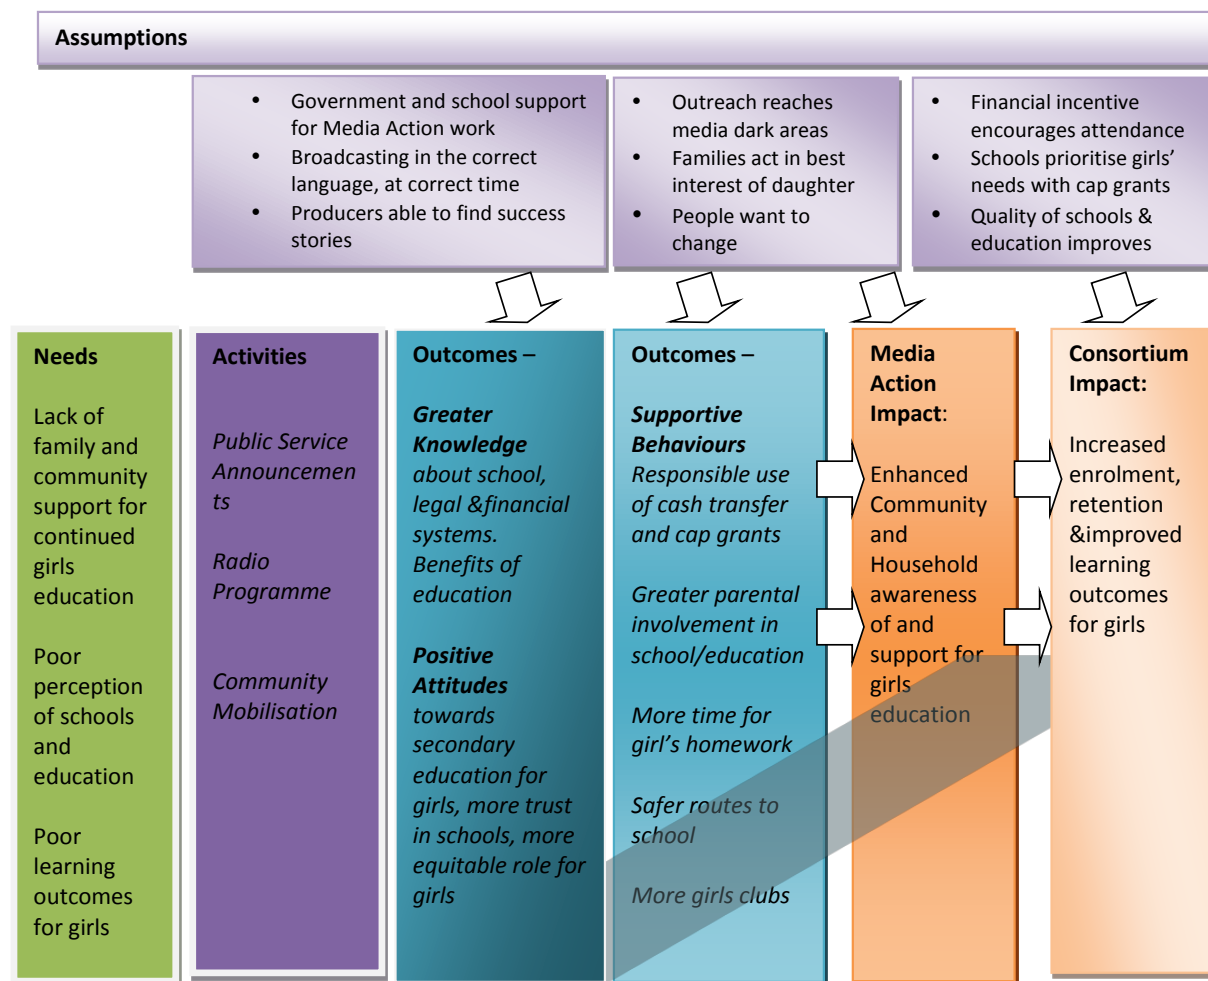 Assumptions
• Government and school support
for Media Action work
• Broadcasting in the correct
language, at correct time
• Producers able to find success
stories
• Outreach reaches
media dark areas
• Families act in best
interest of daughter
• People want to
change
• Financial incentive
encourages attendance
• Schools prioritise girls’
needs with cap grants
• Quality of schools &
education improves
Needs
Lack of
family and
community
support for
continued
girls
education
Poor
perception
of schools
and
education
Poor
learning
outcomes
for girls
Activities
Public Service
Announcemen
ts
Radio
Programme
Community
Mobilisation
Outcomes –
Greater
Knowledge
about school,
legal &financial
systems.
Benefits of
education
Positive
Attitudes
towards
secondary
education for
girls, more trust
in schools, more
equitable role for
girls
Outcomes –
Supportive
Behaviours
Responsible use
of cash transfer
and cap grants
Greater parental
involvement in
school/education
More time for
girl’s homework
Safer routes to
school
More girls clubs
Media
Action
Impact:
Enhanced
Community
and
Household
awareness
of and
support for
girls
education
Consortium
Impact:
Increased
enrolment,
retention
&improved
learning
outcomes
for girls